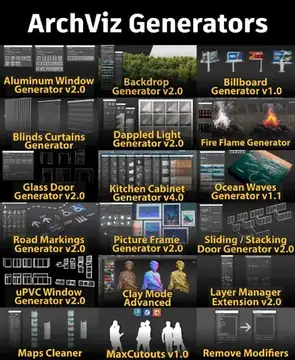 ArchViz Generators
Aluminum Window
Generator v2.0
Backdrop
Generator v2.0
Billboard
Generator v1.0
Blinds Curtains
Generator
Dappled Light
Generator v2.0
Fire Flame Generator
Glass Door
Generator v2.0
Kitchen Cabinet
Generator v4.0
Ocean Waves
Generator v1.1
Road Markings
Generator v2.0
Picture Frame
Generator v2.0
Sliding / Stacking
Door Generator v2.0
uPVC Window
Generator v2.0
Clay Mode
Advanced
Layer Manager
Extension v2.0
Maps Cleaner
MaxCutouts v1.0
Remove Modifiers